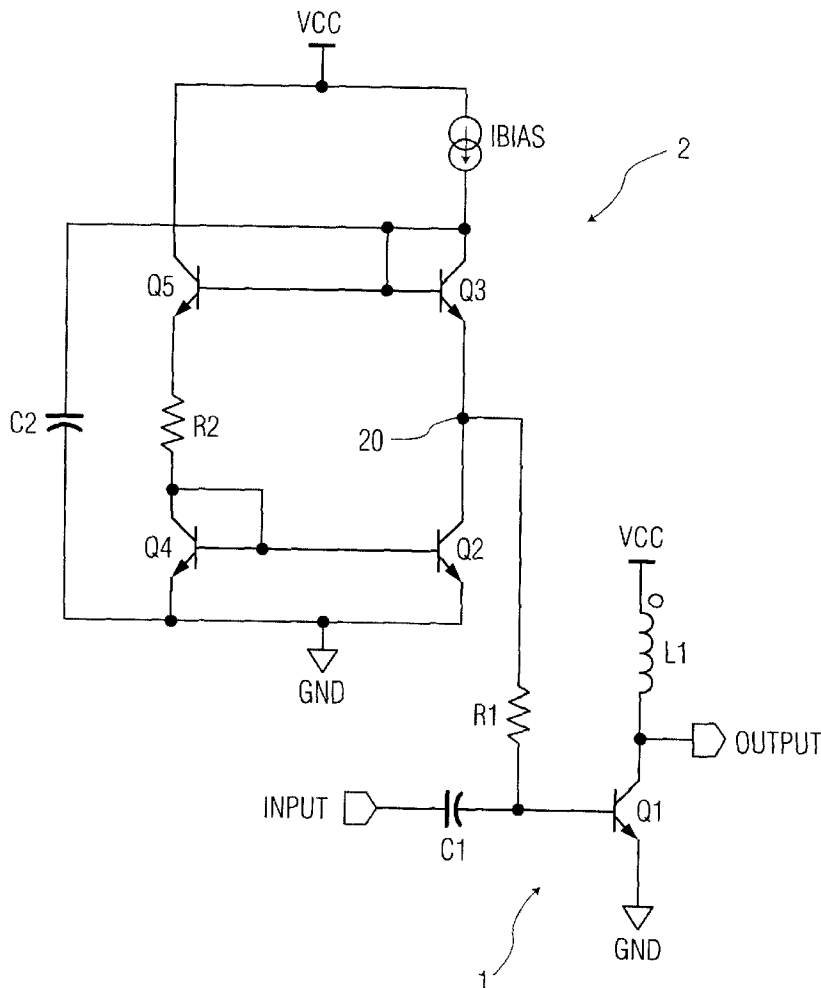 VCC
IBIAS
2
Q5
Q3
C2
R2
20
Q4
Q2
VCC
GND
L1
R1
OUTPUT
INPUT
Q1
C1
GND
1